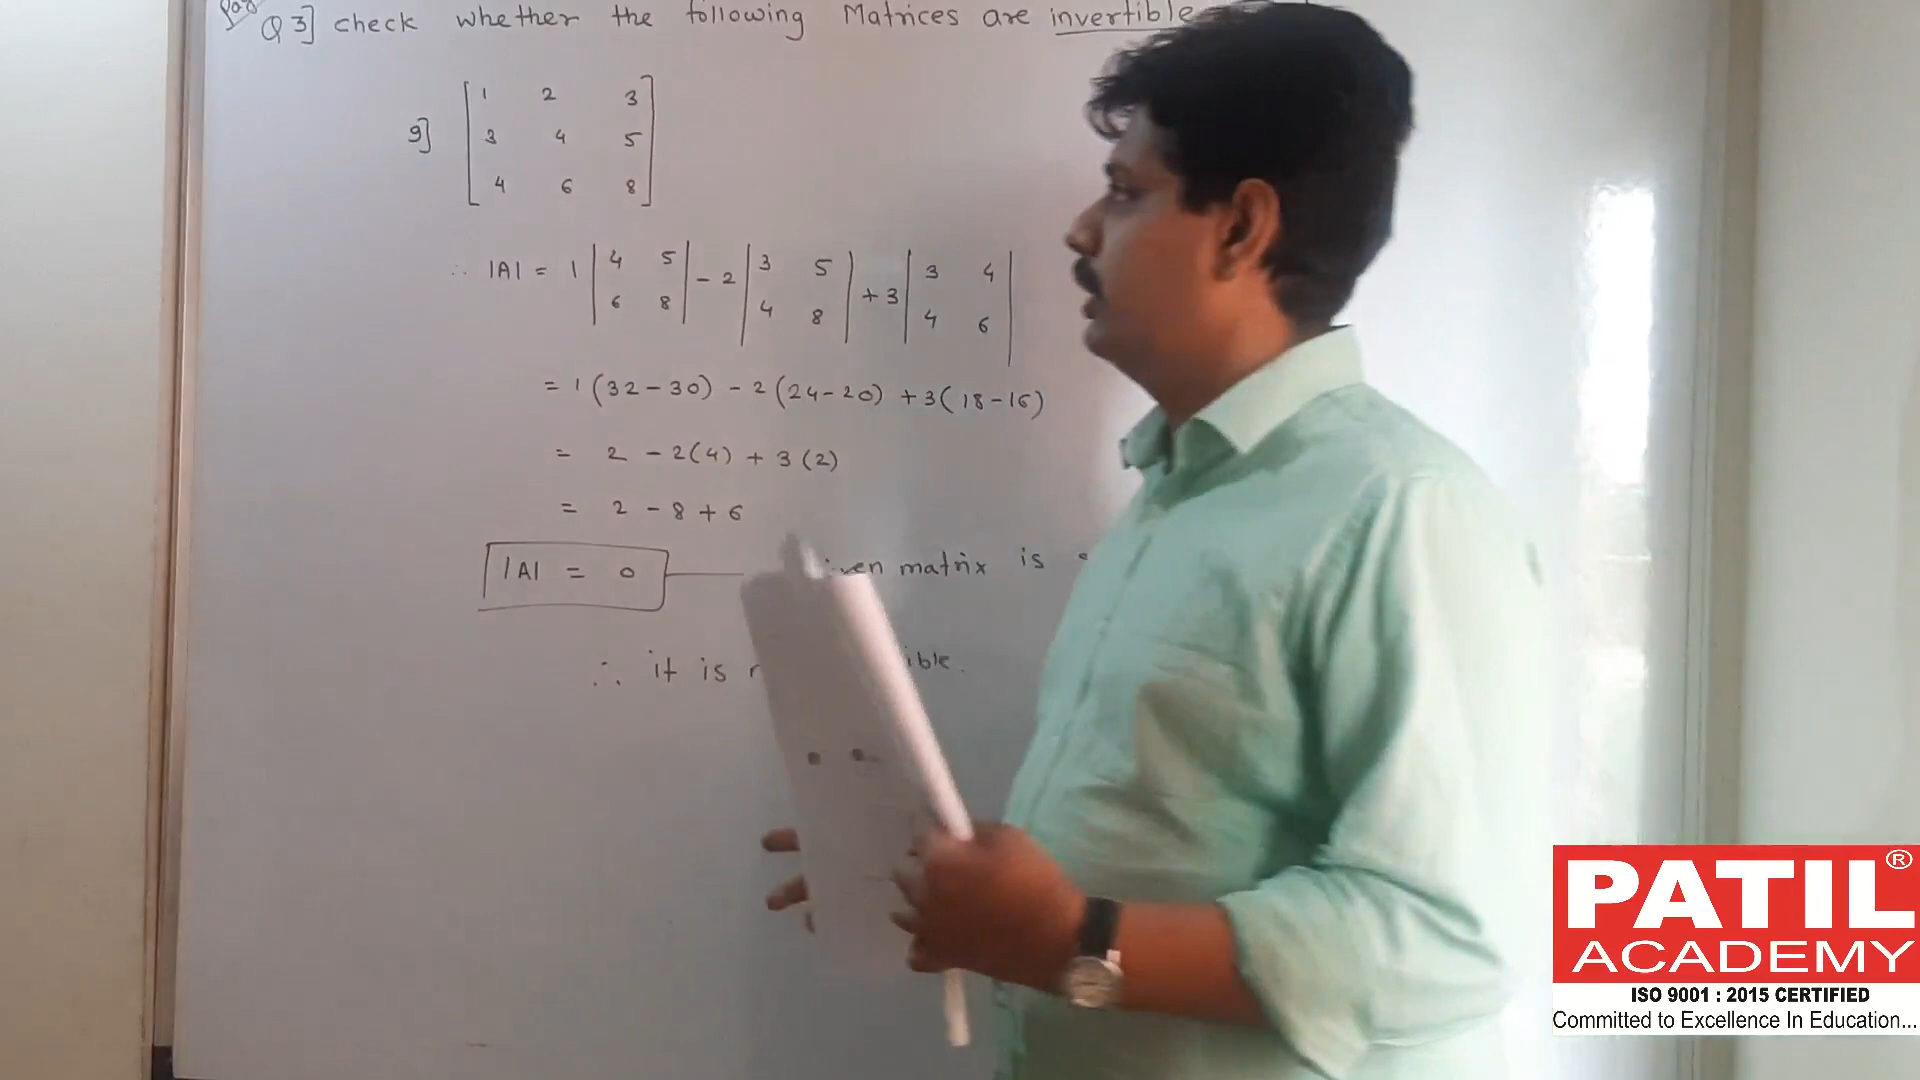 Q 3] check whether the following Matrices are invertible
9] [ 1 2 3
3 4 5
4 6 8 ]
∴ |A| = 1 | 4 5 | - 2 | 3 5 | + 3 | 3 4 |
6 8 4 8 4 6
= 1 (32 - 30) - 2 (24 - 20) + 3 (18 - 16)
= 2 - 2(4) + 3 (2)
= 2 - 8 + 6
|A| = 0 matrix is
∴ it is
PATIL®
ACADEMY
ISO 9001 : 2015 CERTIFIED
Committed to Excellence In Education...